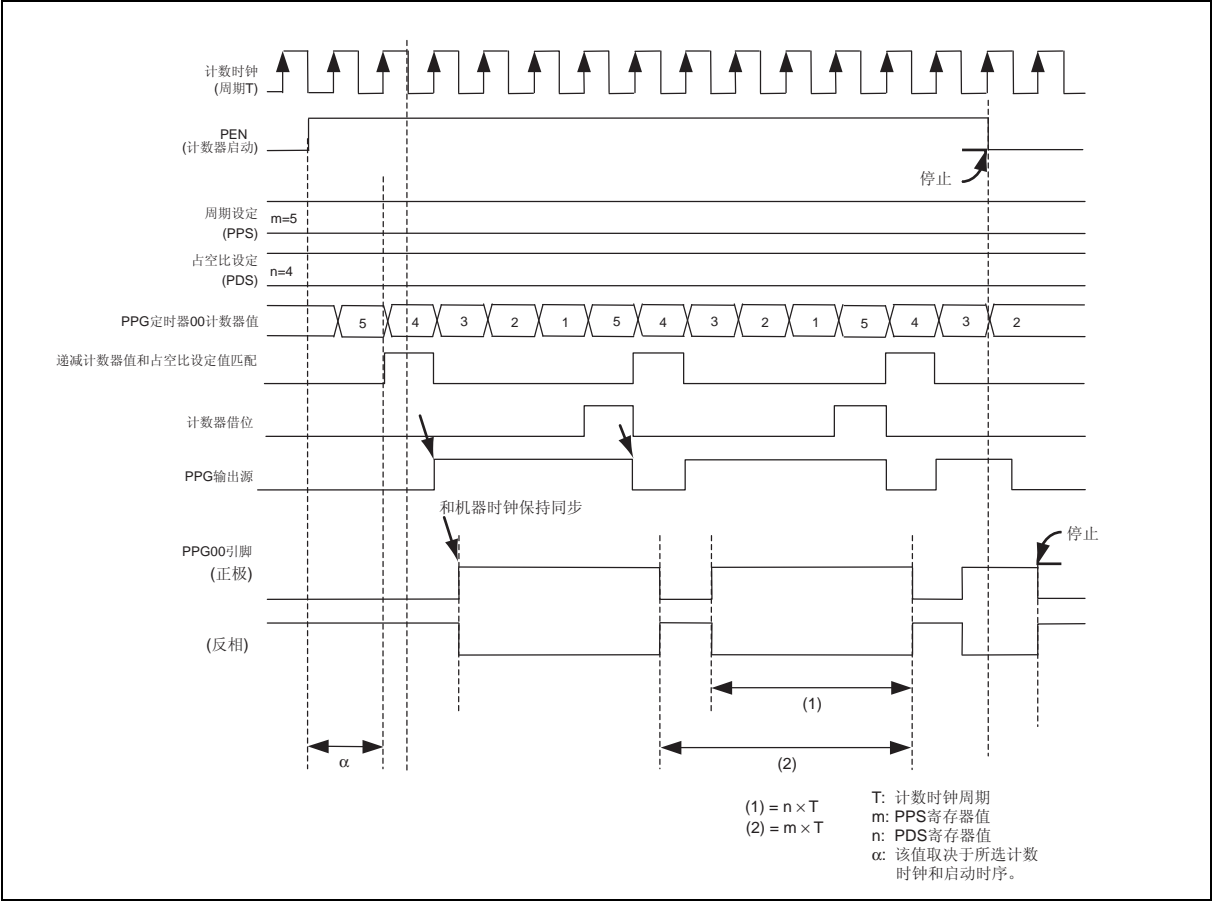 计数时钟
(周期T)
PEN
(计数器启动)
停止
周期设定
(PPS)
m=5
占空比设定
(PDS)
n=4
PPG定时器00计数器值
5 4 3 2 1 5 4 3 2 1 5 4 3 2
递减计数器值和占空比设定值匹配
计数器借位
PPG输出源
和机器时钟保持同步
PPG00引脚
(正极)
停止
(反相)
(1)
α
(2)
(1) = n × T
(2) = m × T
T: 计数时钟周期
m: PPS寄存器值
n: PDS寄存器值
α: 该值取决于所选计数
时钟和启动时序。